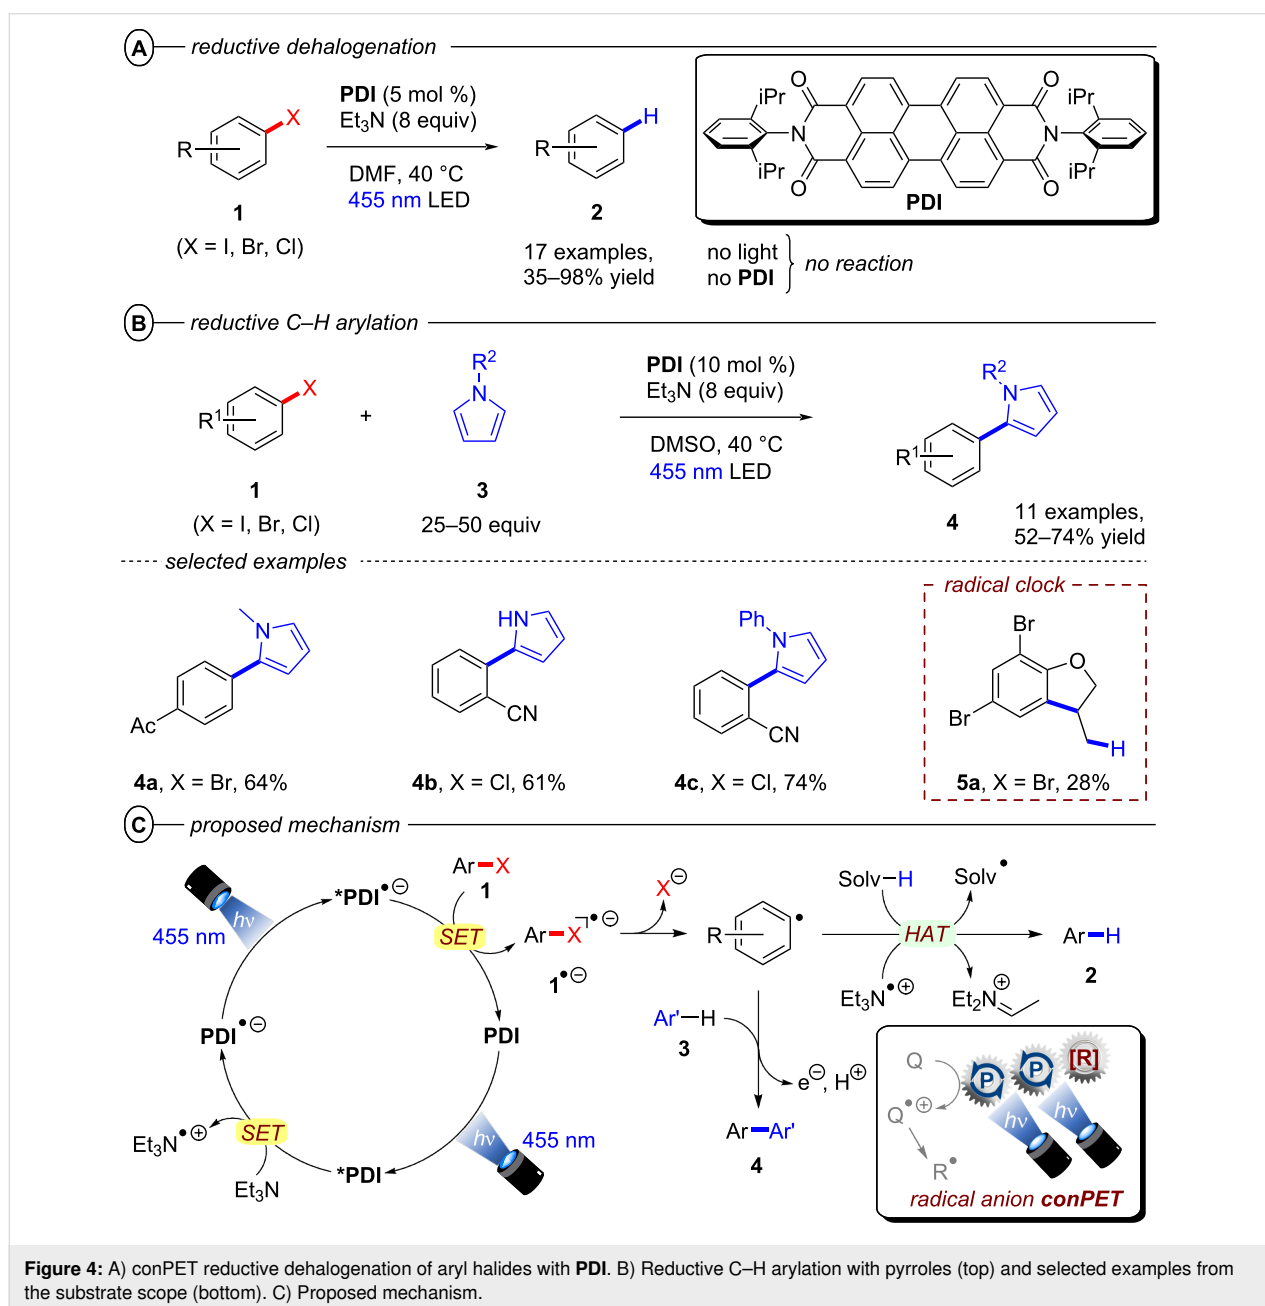 A reductive dehalogenation
R X
1
(X = I, Br, Cl)
PDI (5 mol %)
Et3N (8 equiv)
DMF, 40 °C
455 nm LED
R H
2
17 examples,
35–98% yield
iPr O O iPr
N N
iPr O O iPr
PDI
no light
no PDI
no reaction
B reductive C–H arylation
R1 X
1
(X = I, Br, Cl)
+
R2
N
3
25–50 equiv
PDI (10 mol %)
Et3N (8 equiv)
DMSO, 40 °C
455 nm LED
R2
N
R1
4
11 examples,
52–74% yield
selected examples
N
Ac
4a, X = Br, 64%
HN
CN
4b, X = Cl, 61%
Ph
N
CN
4c, X = Cl, 74%
radical clock
Br
O
Br
H
5a, X = Br, 28%
C proposed mechanism
455 nm
hν
*PDI•⊖
Ar–X
1
SET
Ar–X •⊖
1•⊖
X⊖
R •
Solv–H
Solv•
HAT
Et3N•⊕
Et2N⊕
Ar–H
2
PDI•⊖
PDI
Ar'–H
3
e⊖, H⊕
Ar–Ar'
4
Et3N•⊕
SET
Et3N
*PDI
hν
455 nm
Q
Q•⊕
R•
P
P
[R]
hν
hν
radical anion conPET
Figure 4: A) conPET reductive dehalogenation of aryl halides with PDI. B) Reductive C–H arylation with pyrroles (top) and selected examples from
the substrate scope (bottom). C) Proposed mechanism.